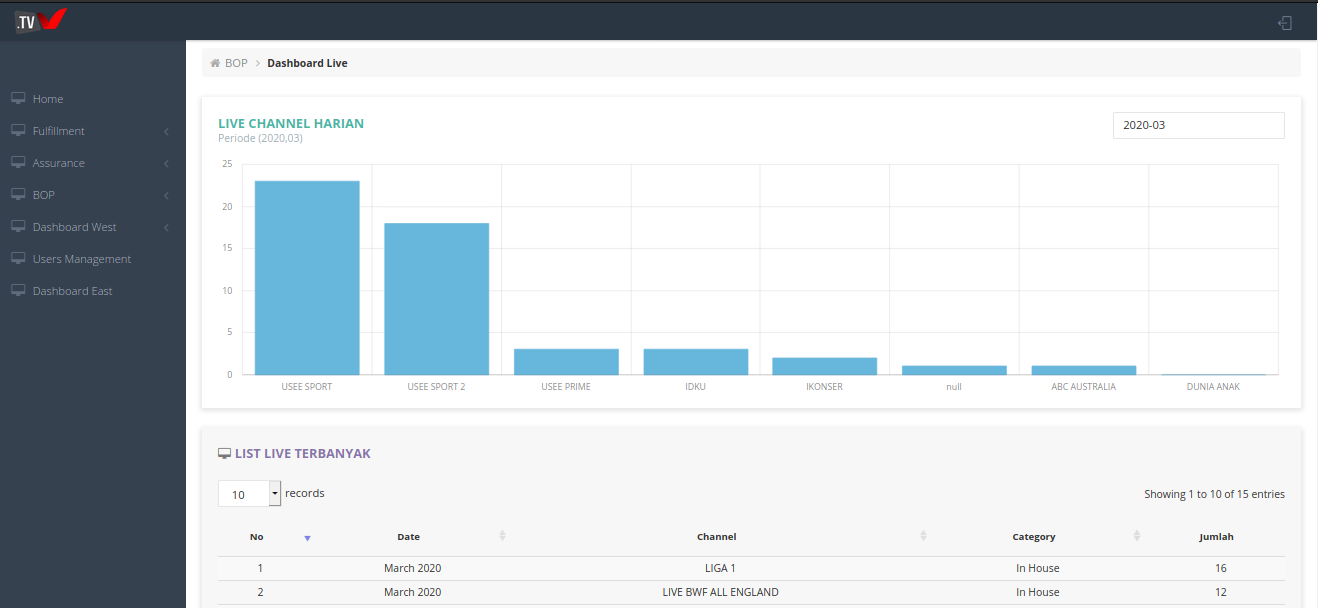 .TV
BOP > Dashboard Live
Home
Fulfillment
Assurance
BOP
Dashboard West
Users Management
Dashboard East
LIVE CHANNEL HARIAN
Periode (2020,03)
2020-03
25
20
15
10
5
0
USEE SPORT USEE SPORT 2 USEE PRIME IDKU IKONSER null ABC AUSTRALIA DUNIA ANAK
LIST LIVE TERBANYAK
10 records
Showing 1 to 10 of 15 entries
No Date Channel Category Jumlah
1 March 2020 LIGA 1 In House 16
2 March 2020 LIVE BWF ALL ENGLAND In House 12